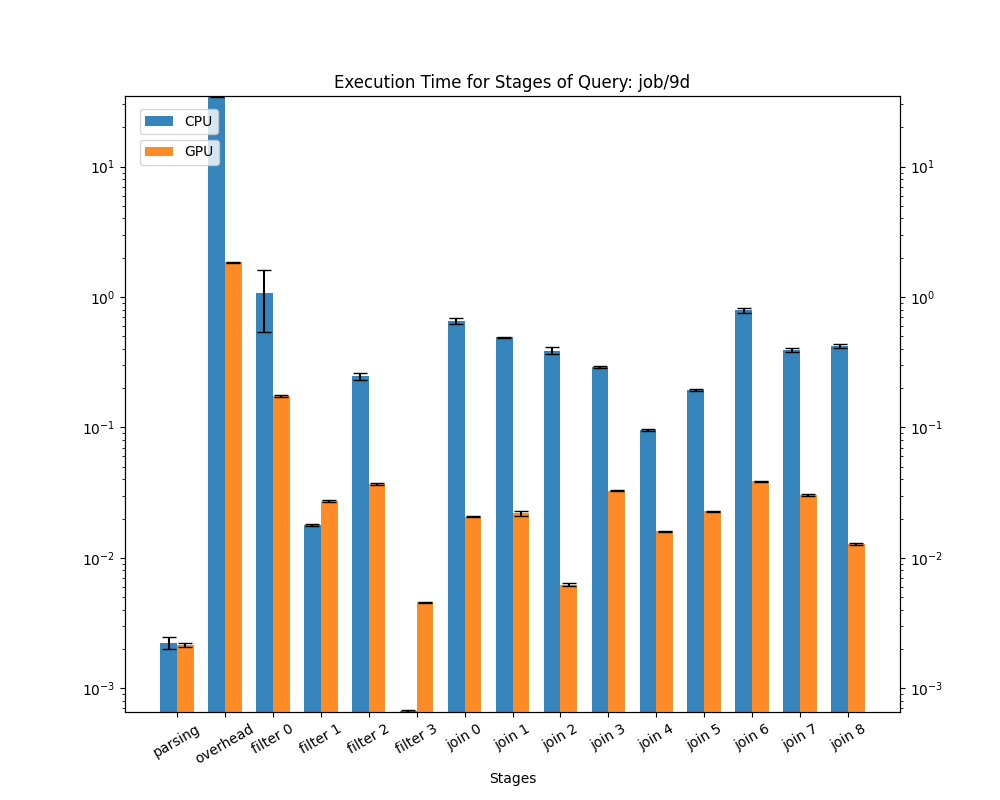 Execution Time for Stages of Query: job/9d
CPU
GPU
10¹ 10¹
10⁰ 10⁰
10⁻¹ 10⁻¹
10⁻² 10⁻²
10⁻³ 10⁻³
parsing overhead filter 0 filter 1 filter 2 filter 3 join 0 join 1 join 2 join 3 join 4 join 5 join 6 join 7 join 8
Stages